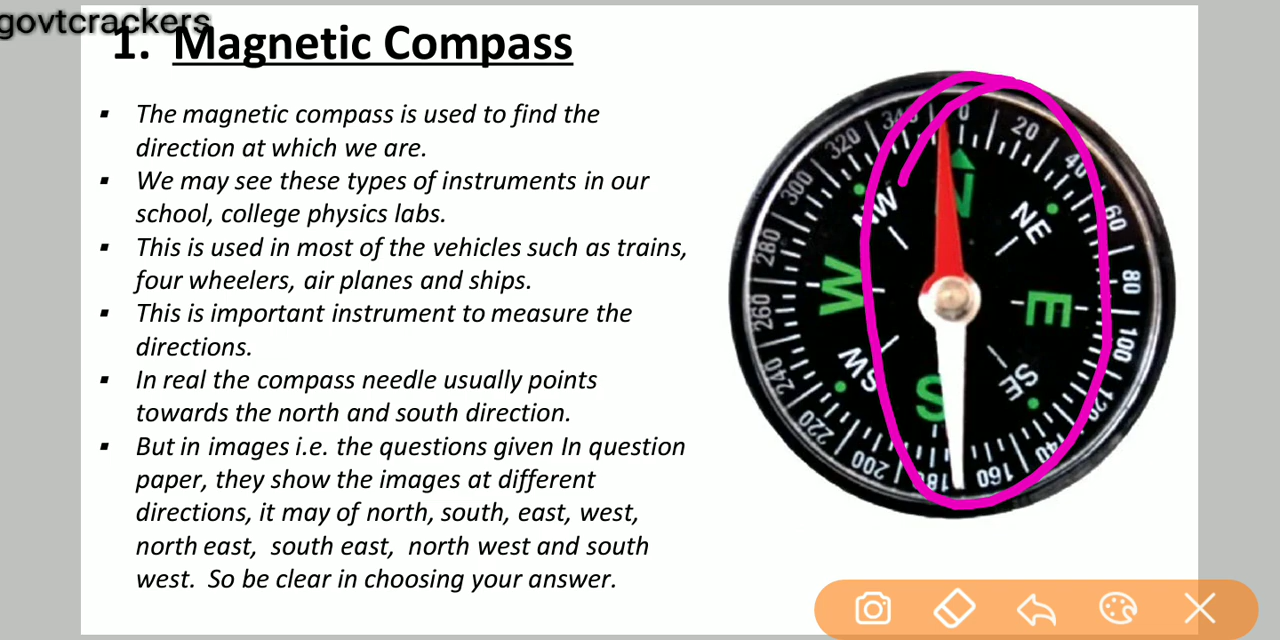 govtcrackers
1. Magnetic Compass
▪ The magnetic compass is used to find the
direction at which we are.
▪ We may see these types of instruments in our
school, college physics labs.
▪ This is used in most of the vehicles such as trains,
four wheelers, air planes and ships.
▪ This is important instrument to measure the
directions.
▪ In real the compass needle usually points
towards the north and south direction.
▪ But in images i.e. the questions given In question
paper, they show the images at different
directions, it may of north, south, east, west,
north east, south east, north west and south
west. So be clear in choosing your answer.
0
20
40
60
80
100
120
140
160
180
200
220
240
260
280
300
320
340
N
NE
E
SE
S
SW
W
NW